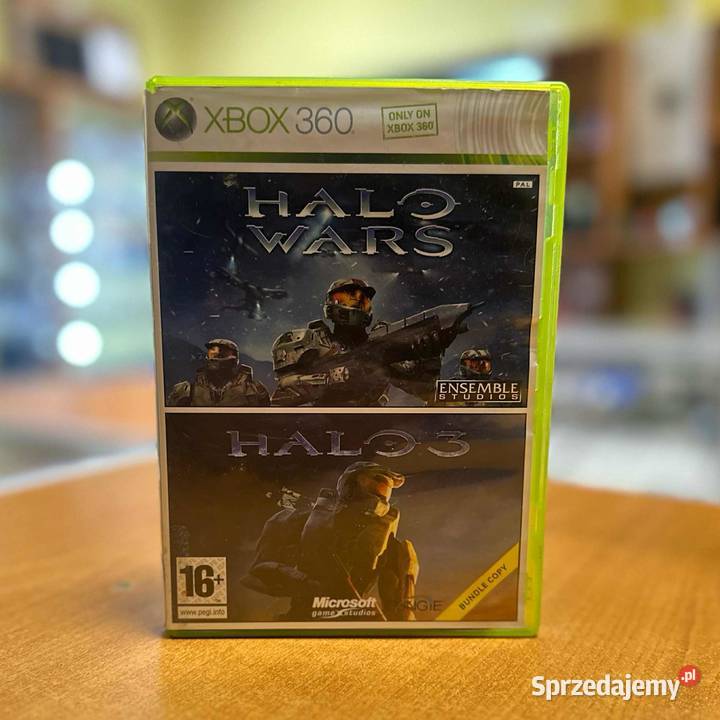 XBOX 360
ONLY ON
XBOX 360
PAL
HALO
WARS
ENSEMBLE
STUDIOS
HALO 3
16+
www.pegi.info
Microsoft
game studios
BUNDLE COPY
Sprzedajemy.pl